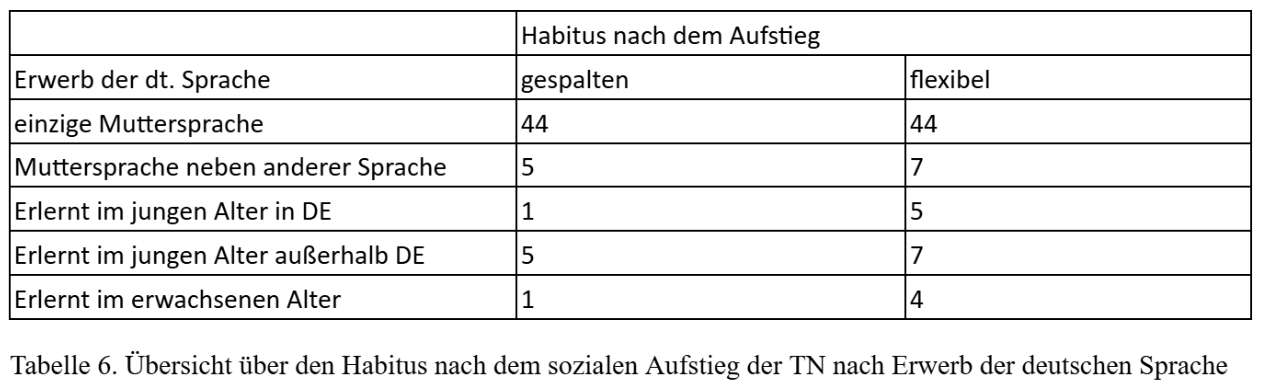 Habitus nach dem Aufstieg
Erwerb der dt. Sprache gespalten flexibel
einzige Muttersprache 44 44
Muttersprache neben anderer Sprache 5 7
Erlernt im jungen Alter in DE 1 5
Erlernt im jungen Alter außerhalb DE 5 7
Erlernt im erwachsenen Alter 1 4
Tabelle 6. Übersicht über den Habitus nach dem sozialen Aufstieg der TN nach Erwerb der deutschen Sprache